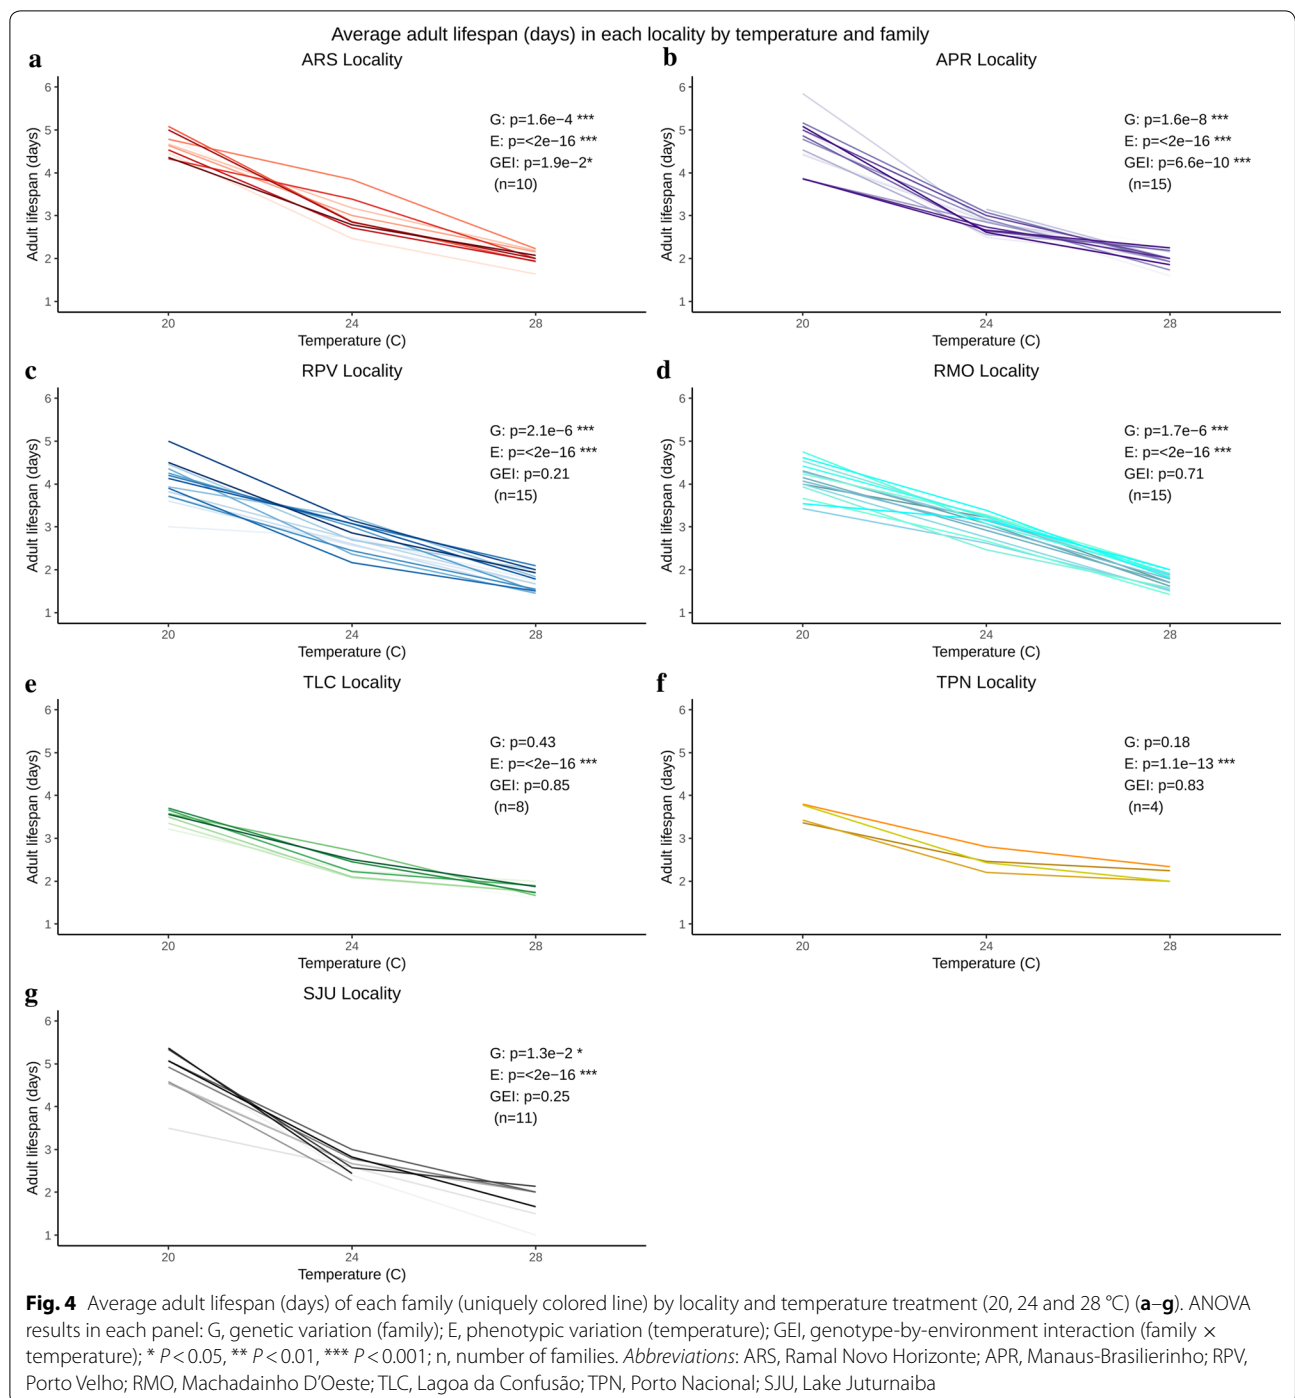 Average adult lifespan (days) in each locality by temperature and family
a
ARS Locality
Adult lifespan (days)
6
5
4
3
2
1
G: p=1.6e−4 ***
E: p=<2e−16 ***
GEI: p=1.9e−2*
(n=10)
20 24 28
Temperature (C)
b
APR Locality
Adult lifespan (days)
6
5
4
3
2
1
G: p=1.6e−8 ***
E: p=<2e−16 ***
GEI: p=6.6e−10 ***
(n=15)
20 24 28
Temperature (C)
c
RPV Locality
Adult lifespan (days)
6
5
4
3
2
1
G: p=2.1e−6 ***
E: p=<2e−16 ***
GEI: p=0.21
(n=15)
20 24 28
Temperature (C)
d
RMO Locality
Adult lifespan (days)
6
5
4
3
2
1
G: p=1.7e−6 ***
E: p=<2e−16 ***
GEI: p=0.71
(n=15)
20 24 28
Temperature (C)
e
TLC Locality
Adult lifespan (days)
6
5
4
3
2
1
G: p=0.43
E: p=<2e−16 ***
GEI: p=0.85
(n=8)
20 24 28
Temperature (C)
f
TPN Locality
Adult lifespan (days)
6
5
4
3
2
1
G: p=0.18
E: p=1.1e−13 ***
GEI: p=0.83
(n=4)
20 24 28
Temperature (C)
g
SJU Locality
Adult lifespan (days)
6
5
4
3
2
1
G: p=1.3e−2 *
E: p=<2e−16 ***
GEI: p=0.25
(n=11)
20 24 28
Temperature (C)
Fig. 4 Average adult lifespan (days) of each family (uniquely colored line) by locality and temperature treatment (20, 24 and 28 °C) (a–g). ANOVA
results in each panel: G, genetic variation (family); E, phenotypic variation (temperature); GEI, genotype-by-environment interaction (family ×
temperature); * P < 0.05, ** P < 0.01, *** P < 0.001; n, number of families. Abbreviations: ARS, Ramal Novo Horizonte; APR, Manaus-Brasilierinho; RPV,
Porto Velho; RMO, Machadainho D'Oeste; TLC, Lagoa da Confusão; TPN, Porto Nacional; SJU, Lake Juturnaiba